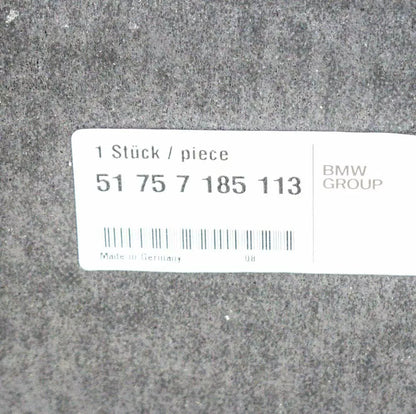 1 Stück / piece
51 75 7 185 113
BMW
GROUP
Made in Germany 08